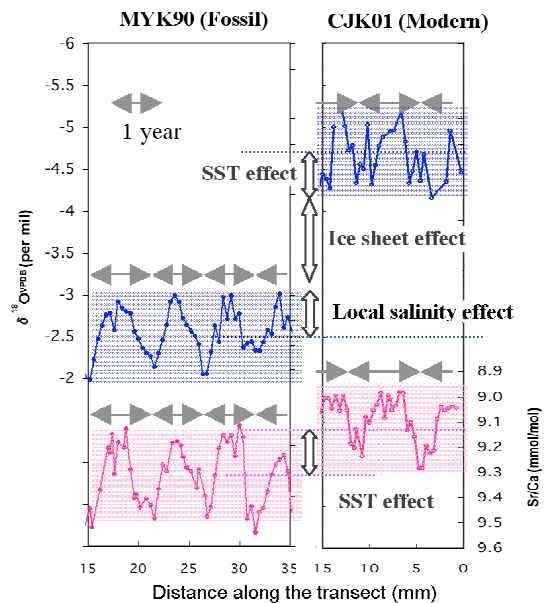 MYK90 (Fossil)
CJK01 (Modern)
-6
-5.5
-5
-4.5
-4
-3.5
-3
-2.5
-2
δ 18 OVPDB (per mil)
1 year
SST effect
Ice sheet effect
Local salinity effect
SST effect
8.9
9.0
9.1
9.2
9.3
9.4
9.5
9.6
Sr/Ca (mmol/mol)
15 20 25 30 35
15 10 5 0
Distance along the transect (mm)